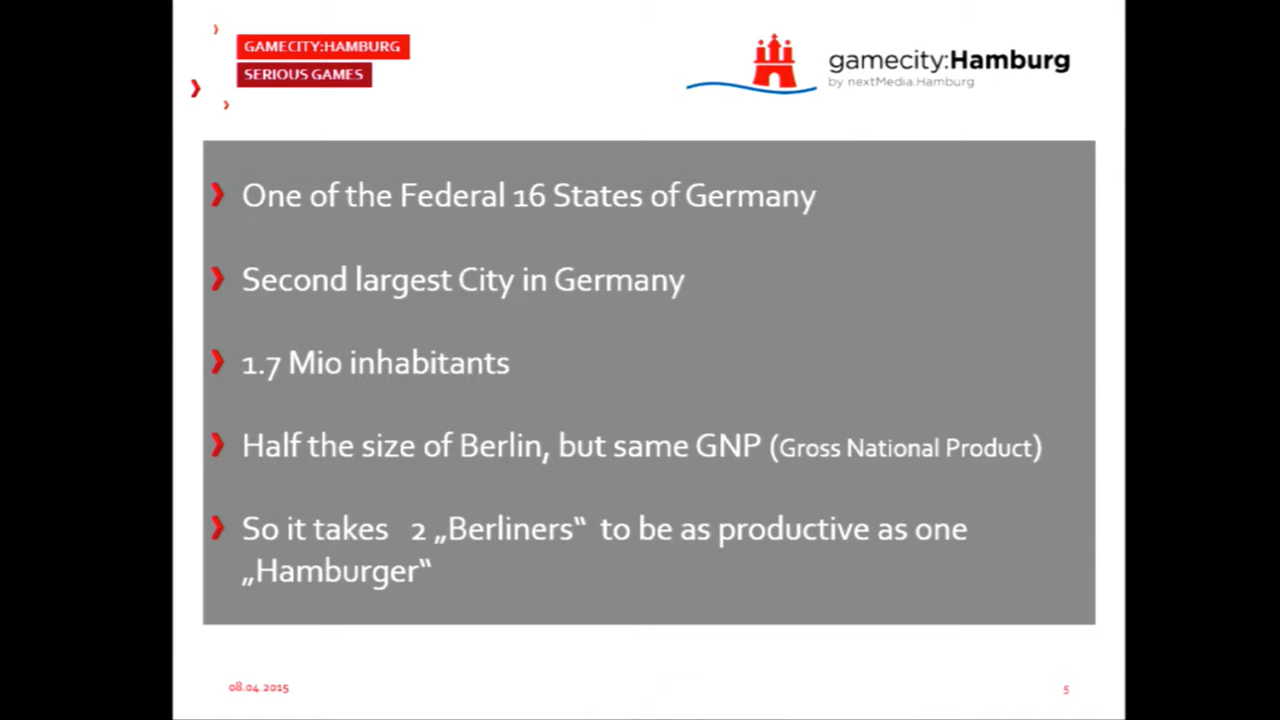 GAMECITY:HAMBURG
SERIOUS GAMES
gamecity:Hamburg
by nextMedia.Hamburg
One of the Federal 16 States of Germany
Second largest City in Germany
1.7 Mio inhabitants
Half the size of Berlin, but same GNP (Gross National Product)
So it takes 2 „Berliners“ to be as productive as one
„Hamburger“
08.04.2015
5